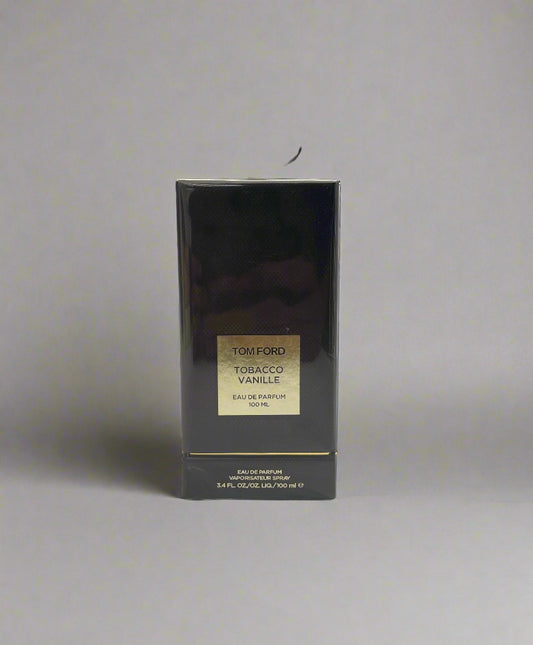 TOM FORD
TOBACCO
VANILLE
EAU DE PARFUM
100 ML
EAU DE PARFUM
VAPORISATEUR SPRAY
3.4 FL. OZ./OZ. LIQ./100 ml ℮